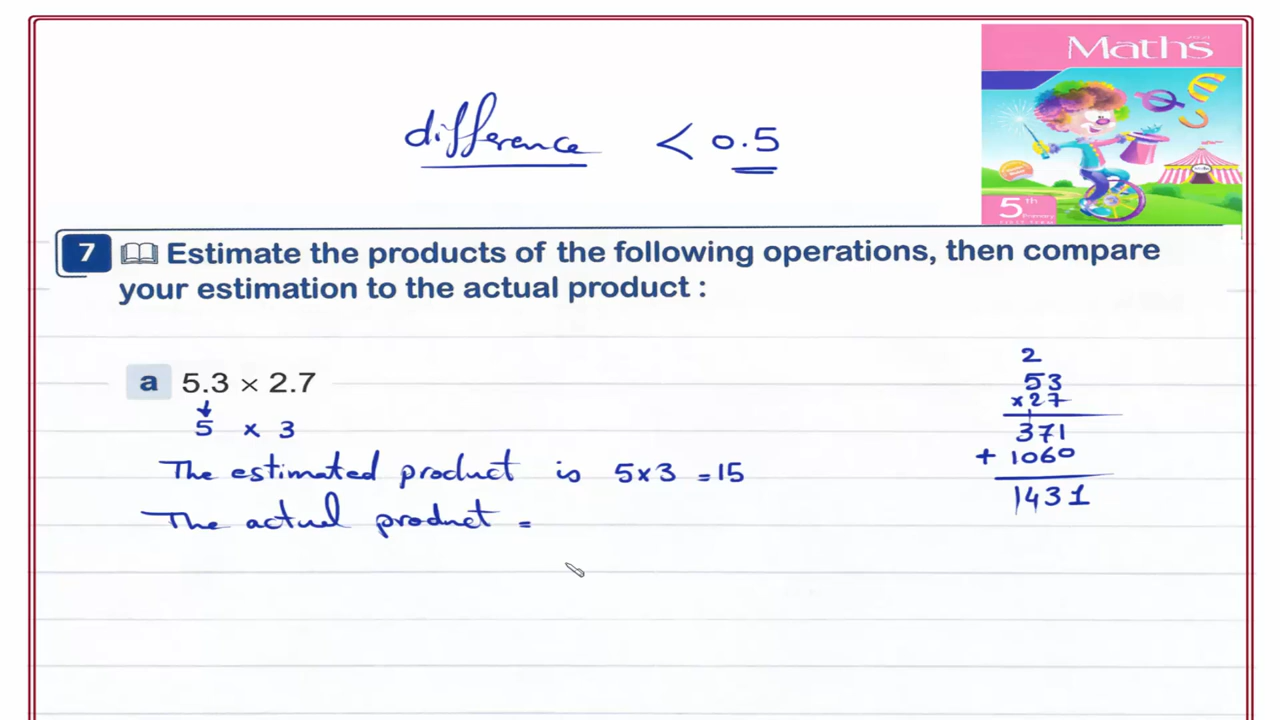 Maths
difference < 0.5
5th
Primary
7 Estimate the products of the following operations, then compare
your estimation to the actual product :
a 5.3 × 2.7
5 × 3
The estimated product is 5×3 =15
The actual product =
2
53
×27
371
+ 1060
1431